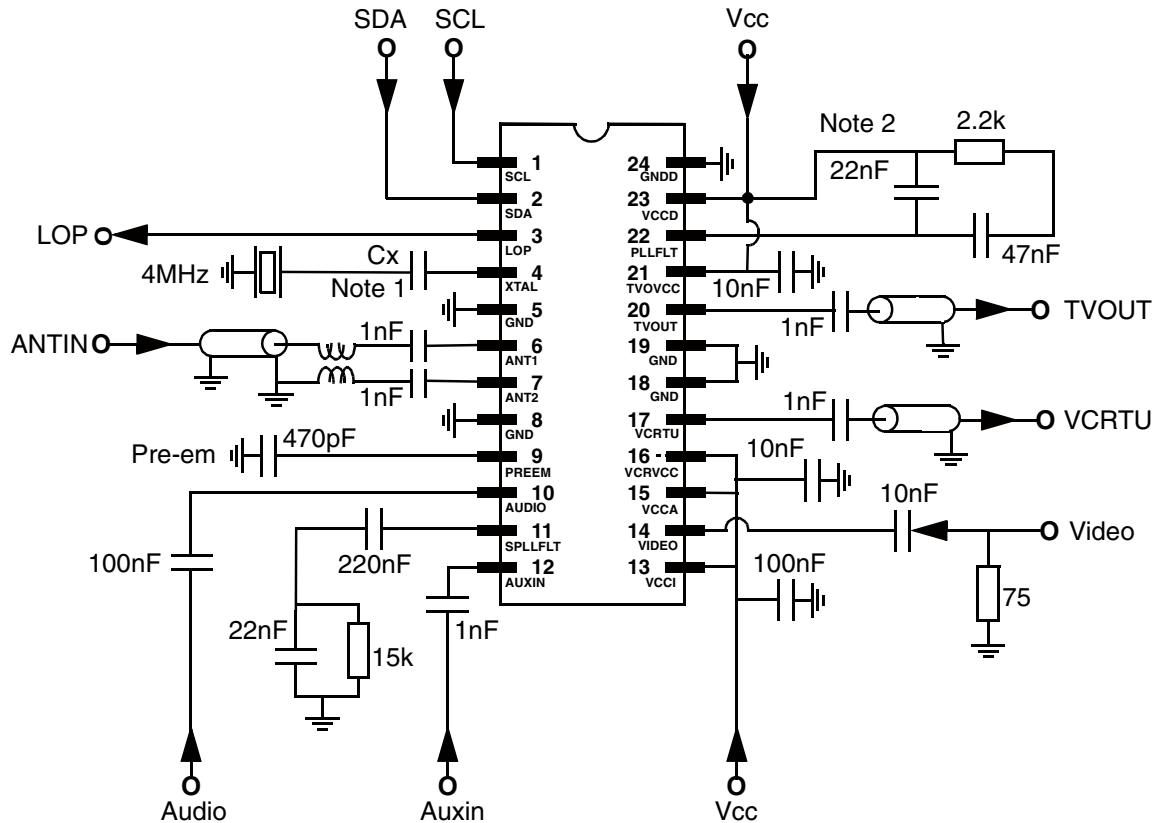 SDA SCL Vcc
Note 2 2.2k
22nF
47nF
1 SCL
2 SDA
3 LOP
4 XTAL
5 GND
6 ANT1
7 ANT2
8 GND
9 PREEM
10 AUDIO
11 SPLLFLT
12 AUXIN
24 GNDD
23 VCCD
22 PLLFLT
21 TVOVCC
20 TVOUT
19 GND
18 GND
17 VCRTU
16 VCRVCC
15 VCCA
14 VIDEO
13 VCCI
LOP
4MHz
Cx
Note 1
ANTIN
1nF
1nF
Pre-em
470pF
100nF
220nF
22nF
15k
1nF
10nF
1nF
TVOUT
1nF
VCRTU
10nF
10nF
Video
100nF
75
Audio Auxin Vcc